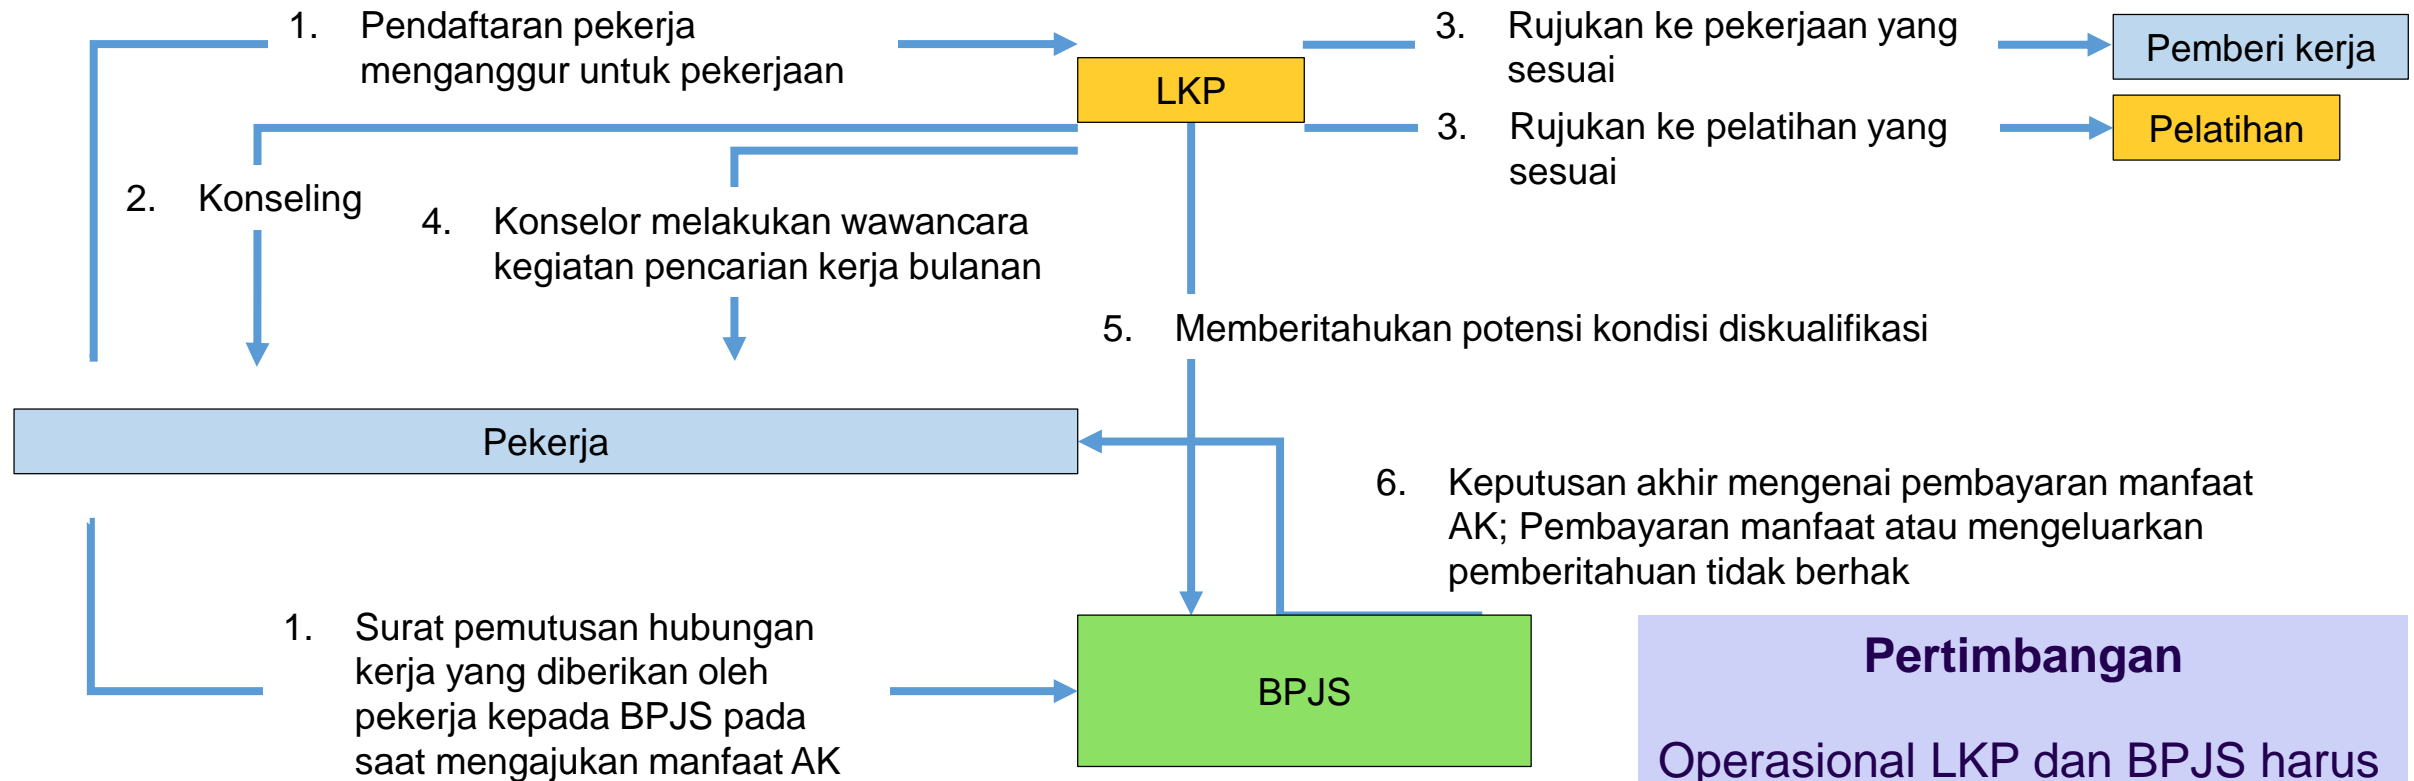 1. Pendaftaran pekerja
menganggur untuk pekerjaan
LKP
3. Rujukan ke pekerjaan yang
sesuai
Pemberi kerja
3. Rujukan ke pelatihan yang
sesuai
Pelatihan
2. Konseling
4. Konselor melakukan wawancara
kegiatan pencarian kerja bulanan
5. Memberitahukan potensi kondisi diskualifikasi
Pekerja
6. Keputusan akhir mengenai pembayaran manfaat
AK; Pembayaran manfaat atau mengeluarkan
pemberitahuan tidak berhak
1. Surat pemutusan hubungan
kerja yang diberikan oleh
pekerja kepada BPJS pada
saat mengajukan manfaat AK
BPJS
Pertimbangan
Operasional LKP dan BPJS harus